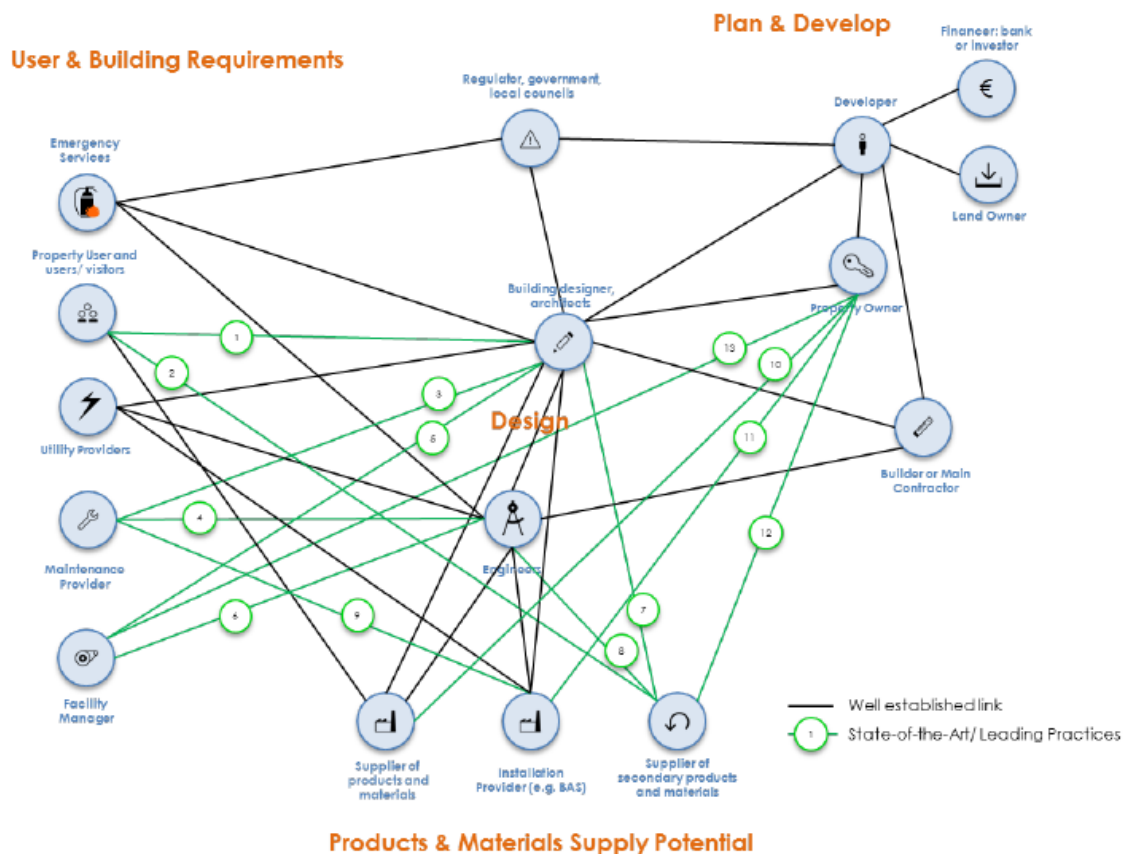 Plan & Develop
User & Building Requirements
Financer: bank
or investor
€
Regulator, government,
local councils
Developer
Emergency
Services
Land Owner
Property User and
users/ visitors
Building designer,
architects
Property Owner
1
2
13
10
3
5
11
Design
Utility Providers
Builder or Main
Contractor
4
12
Engineers
Maintenance
Provider
6
9
7
8
Facility
Manager
Well established link
1
State-of-the-Art/ Leading Practices
Supplier of
products and
materials
Installation
Provider (e.g. BAS)
Supplier of
secondary products
and materials
Products & Materials Supply Potential